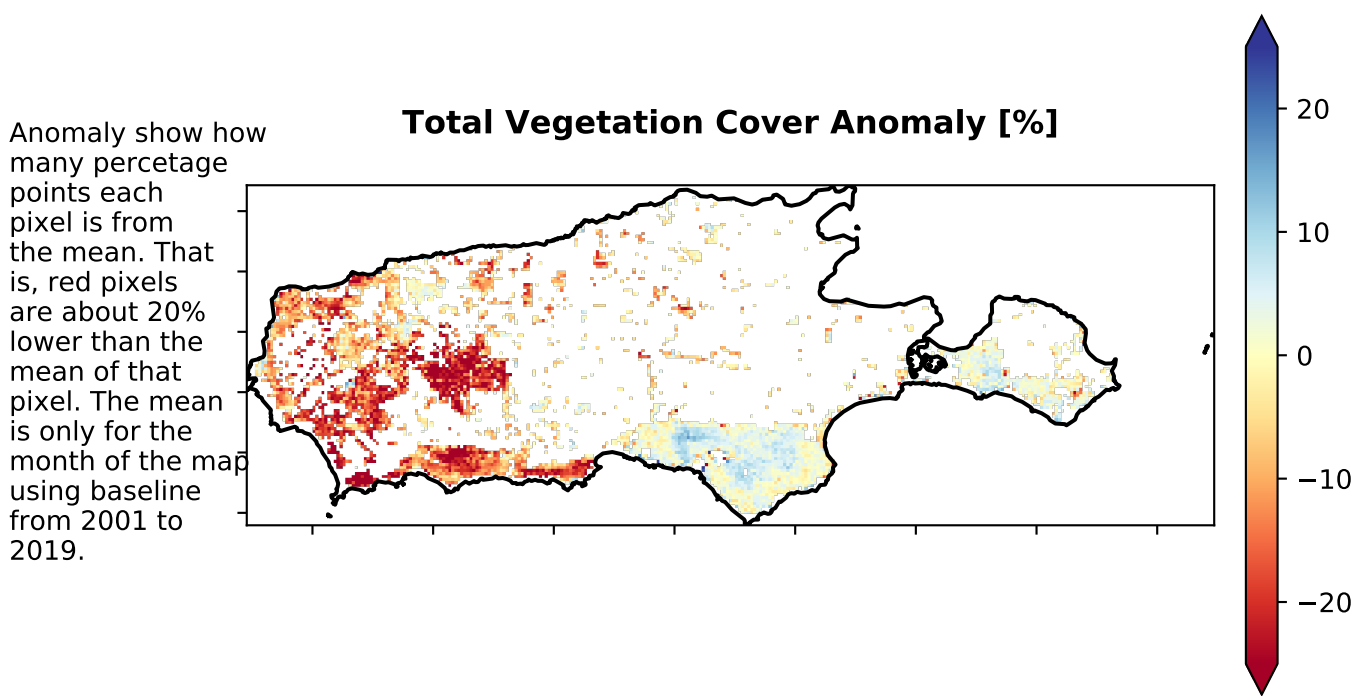 Total Vegetation Cover Anomaly [%]
Anomaly show how
many percetage
points each
pixel is from
the mean. That
is, red pixels
are about 20%
lower than the
mean of that
pixel. The mean
is only for the
month of the map
using baseline
from 2001 to
2019.
20
10
0
−10
−20